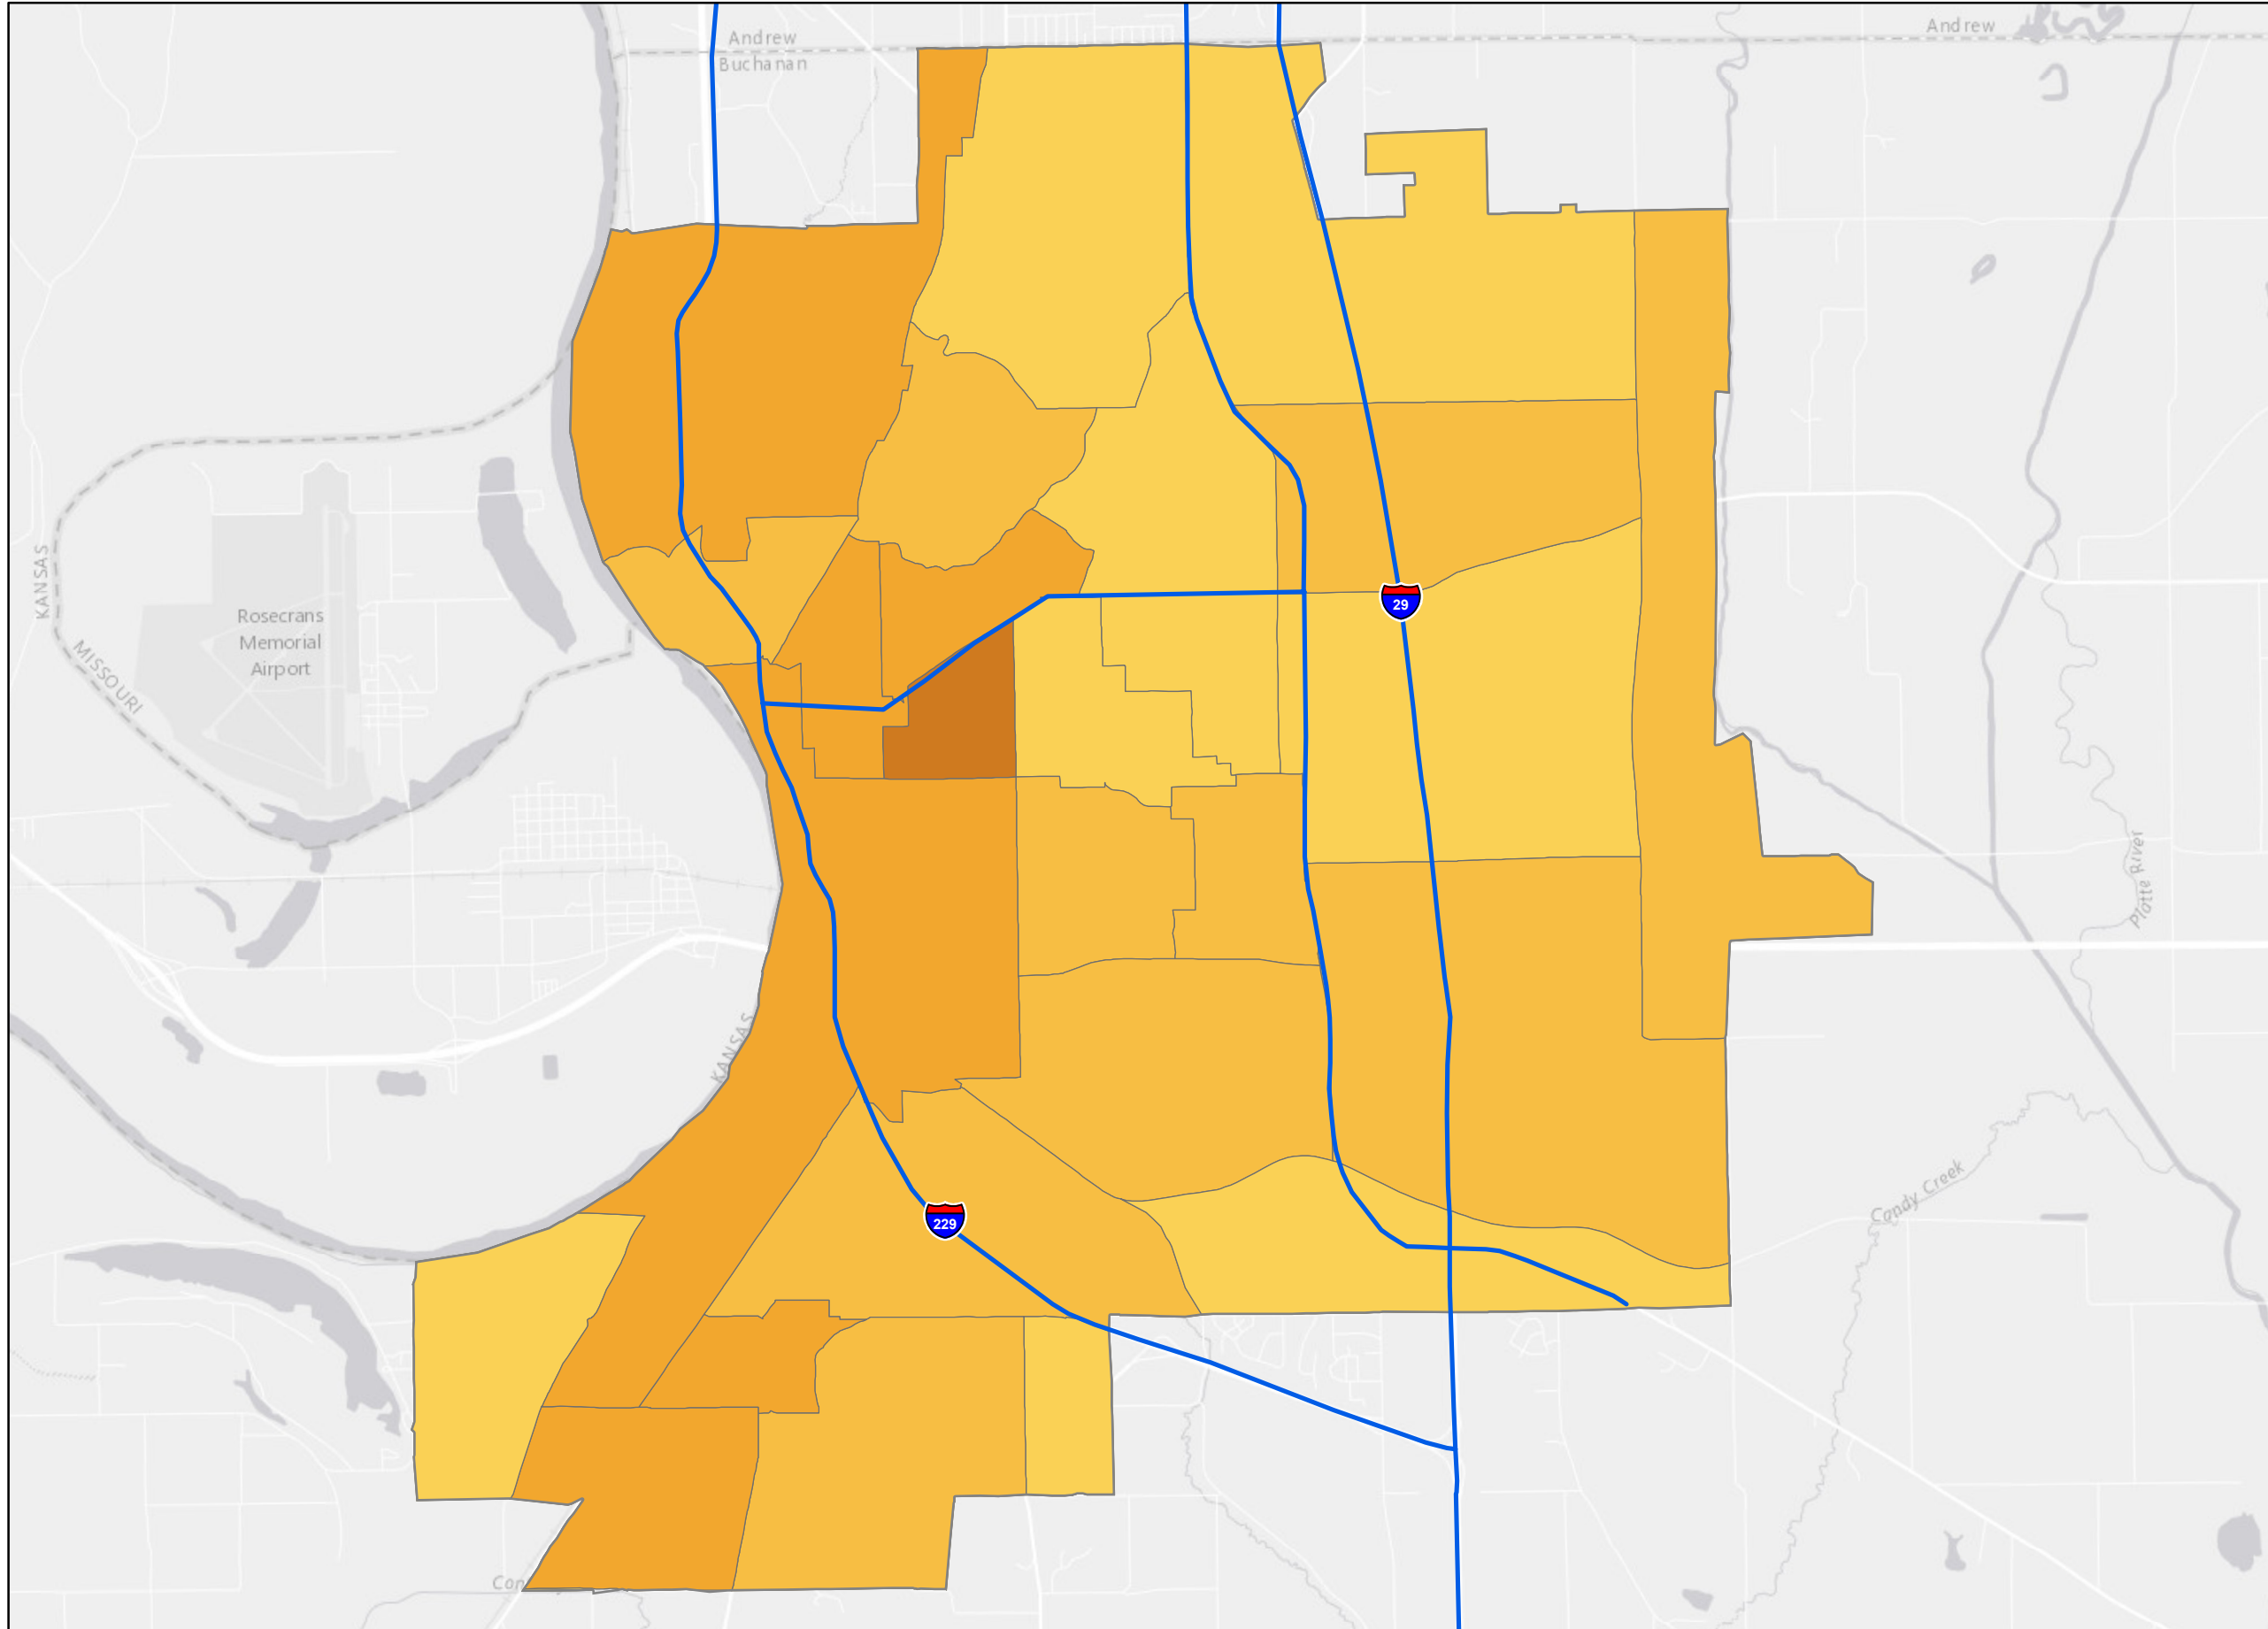 Andrew
Buchanan
Andrew
KANSAS
MISSOURI
Rosecrans
Memorial
Airport
29
Platte River
KANSAS
Candy Creek
229